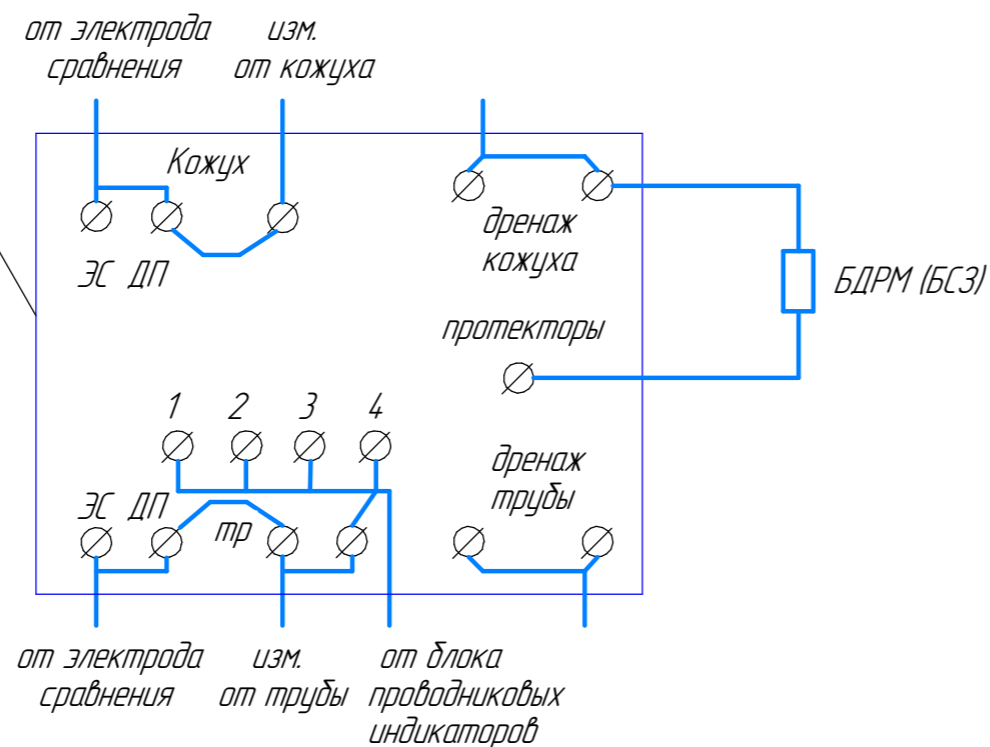 от электрода
сравнения
изм.
от кожуха
Кожух
ЭС ДП
дренаж
кожуха
БДРМ (БСЗ)
протекторы
1 2 3 4
дренаж
трубы
ЭС ДП
тр
от электрода
сравнения
изм.
от трубы
от блока
проводниковых
индикаторов